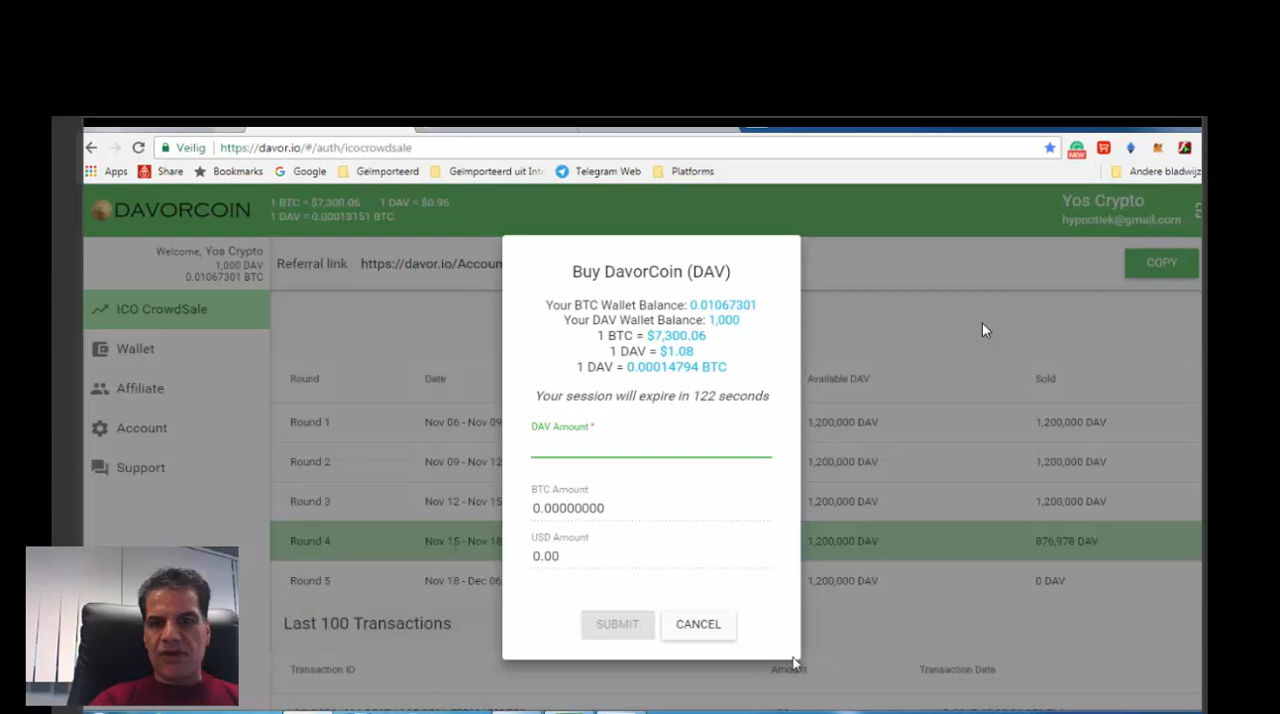 Veilig https://davor.io/#/auth/icocrowdsale
NEW
Apps Share Bookmarks Google Geïmporteerd Geïmporteerd uit Telegram Web Platforms Andere bladwijz
DAVORCOIN
1 BTC = $7,300.06 1 DAV = $0.96
1 DAV = 0.00013151 BTC
Yos Crypto
hypnotiek@gmail.com
Welcome, Yos Crypto
1,000 DAV
0.01067301 BTC
Referral link https://davor.io/Accoun
COPY
ICO CrowdSale
Wallet
Affiliate
Account
Support
Buy DavorCoin (DAV)
Your BTC Wallet Balance: 0.01067301
Your DAV Wallet Balance: 1,000
1 BTC = $7,300.06
1 DAV = $1.08
1 DAV = 0.00014794 BTC
Your session will expire in 122 seconds
DAV Amount *
BTC Amount
0.00000000
USD Amount
0.00
SUBMIT CANCEL
Round Date Available DAV Sold
Round 1 Nov 06 - Nov 09 1,200,000 DAV 1,200,000 DAV
Round 2 Nov 09 - Nov 12 1,200,000 DAV 1,200,000 DAV
Round 3 Nov 12 - Nov 15 1,200,000 DAV 1,200,000 DAV
Round 4 Nov 15 - Nov 18 1,200,000 DAV 876,978 DAV
Round 5 Nov 18 - Dec 06 1,200,000 DAV 0 DAV
Last 100 Transactions
Transaction ID Amount Transaction Date